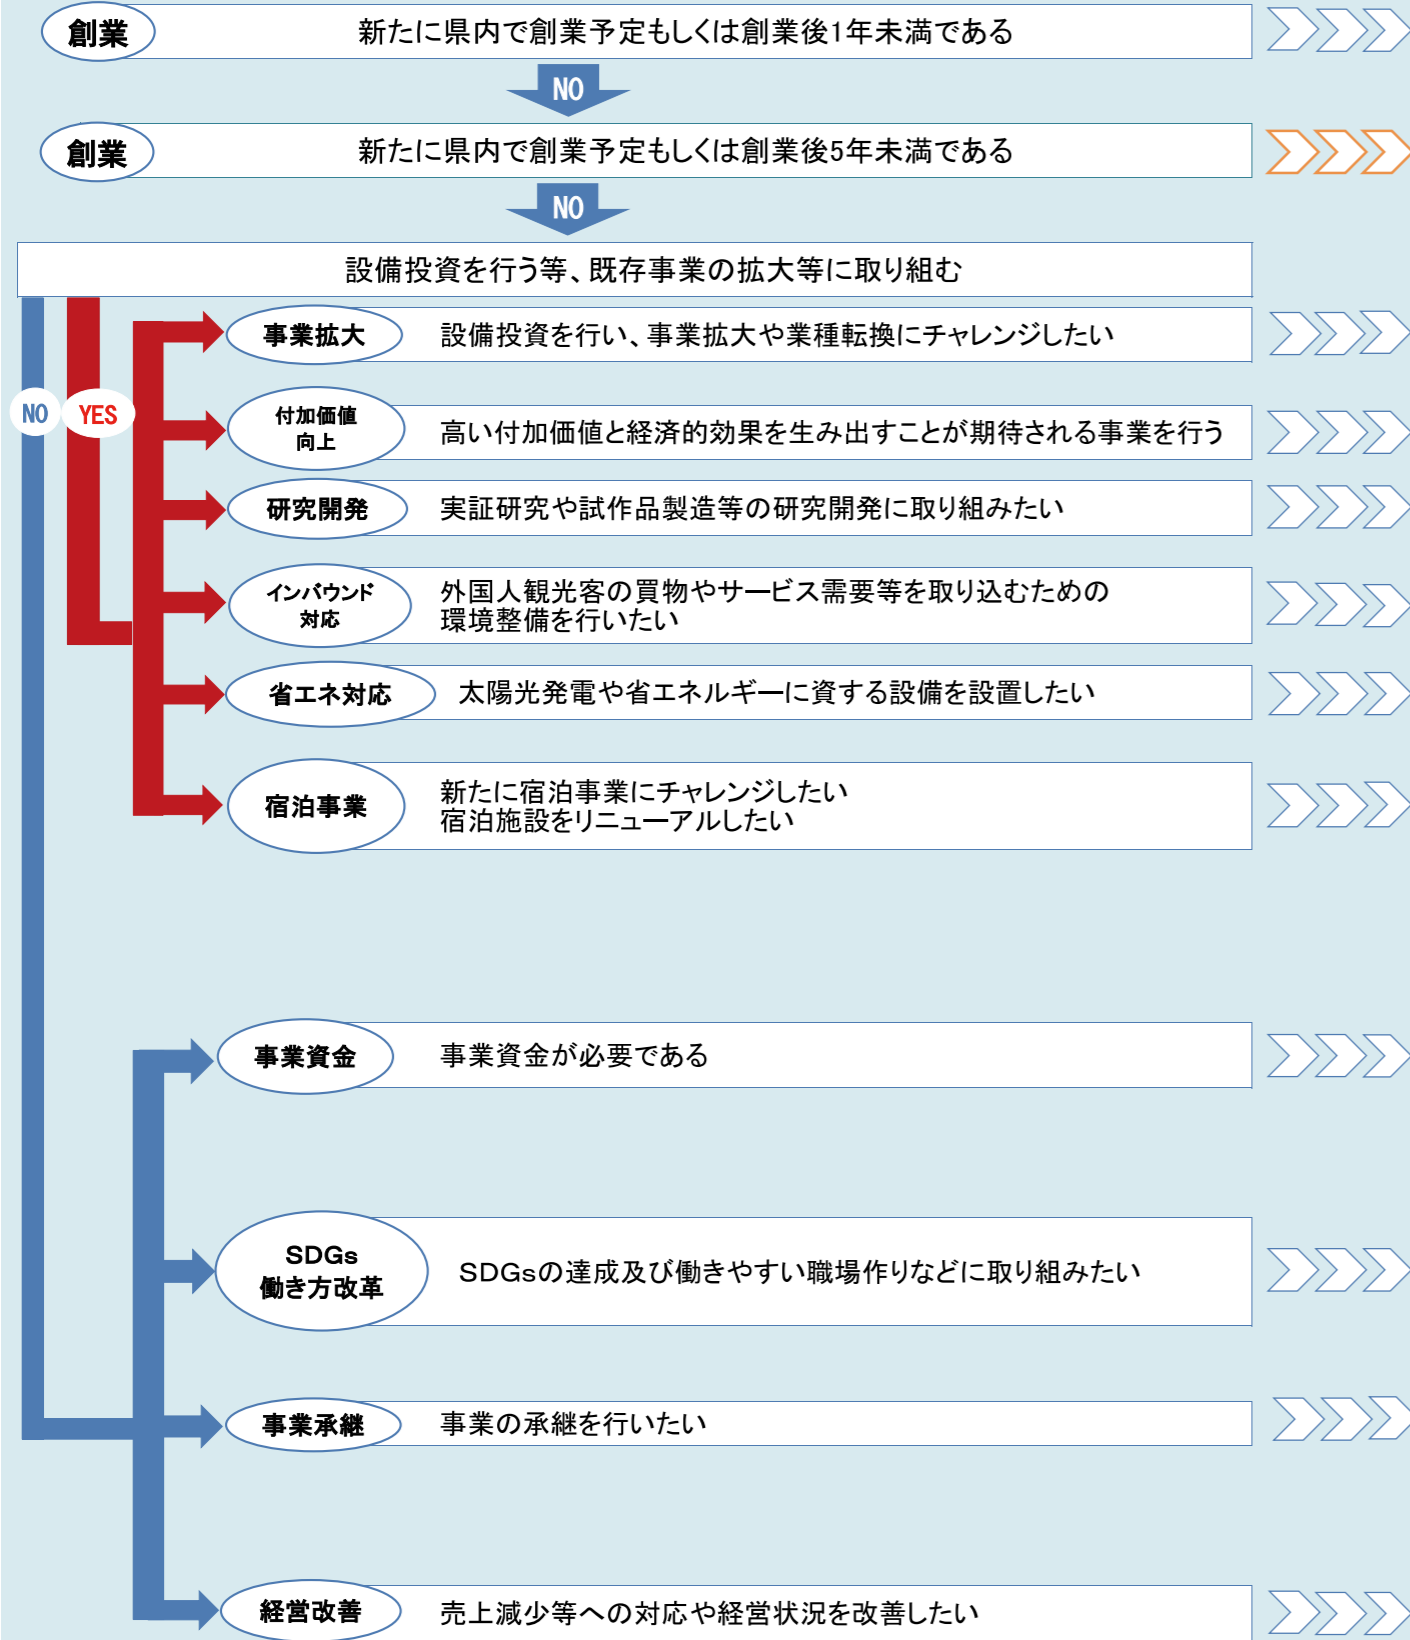 創業
新たに県内で創業予定もしくは創業後1年未満である
NO
創業
新たに県内で創業予定もしくは創業後5年未満である
NO
設備投資を行う等、既存事業の拡大等に取り組む
NO
YES
事業拡大
設備投資を行い、事業拡大や業種転換にチャレンジしたい
付加価値
向上
高い付加価値と経済的効果を生み出すことが期待される事業を行う
研究開発
実証研究や試作品製造等の研究開発に取り組みたい
インバウンド
対応
外国人観光客の買物やサービス需要等を取り込むための
環境整備を行いたい
省エネ対応
太陽光発電や省エネルギーに資する設備を設置したい
宿泊事業
新たに宿泊事業にチャレンジしたい
宿泊施設をリニューアルしたい
事業資金
事業資金が必要である
SDGs
働き方改革
SDGsの達成及び働きやすい職場作りなどに取り組みたい
事業承継
事業の承継を行いたい
経営改善
売上減少等への対応や経営状況を改善したい